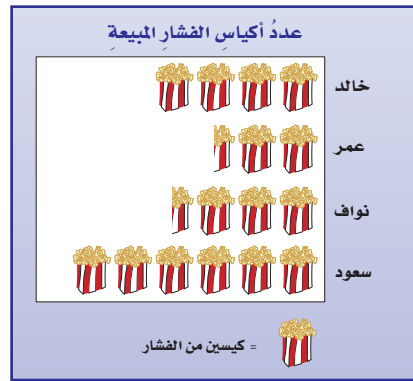 عددُ أكياسِ الفشارِ المبيعةِ
خالد
عمر
نواف
سعود
= كيسين من الفشار